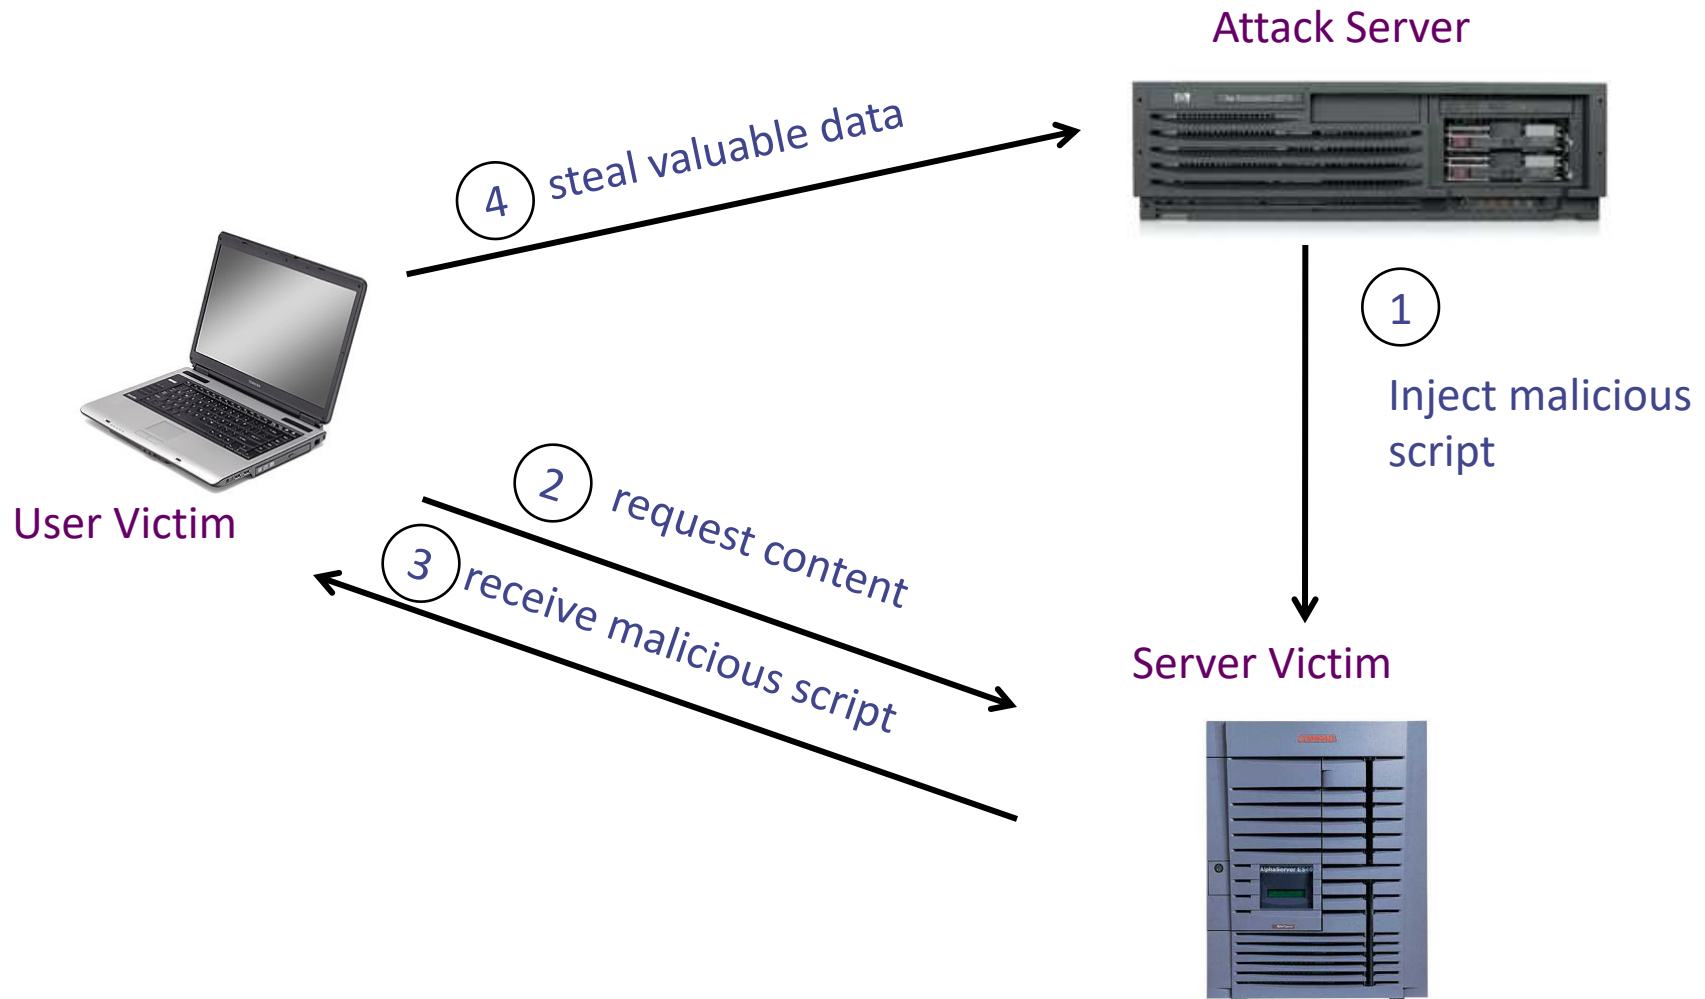 Attack Server
4 steal valuable data
1
Inject malicious
script
User Victim
2 request content
3 receive malicious script
Server Victim